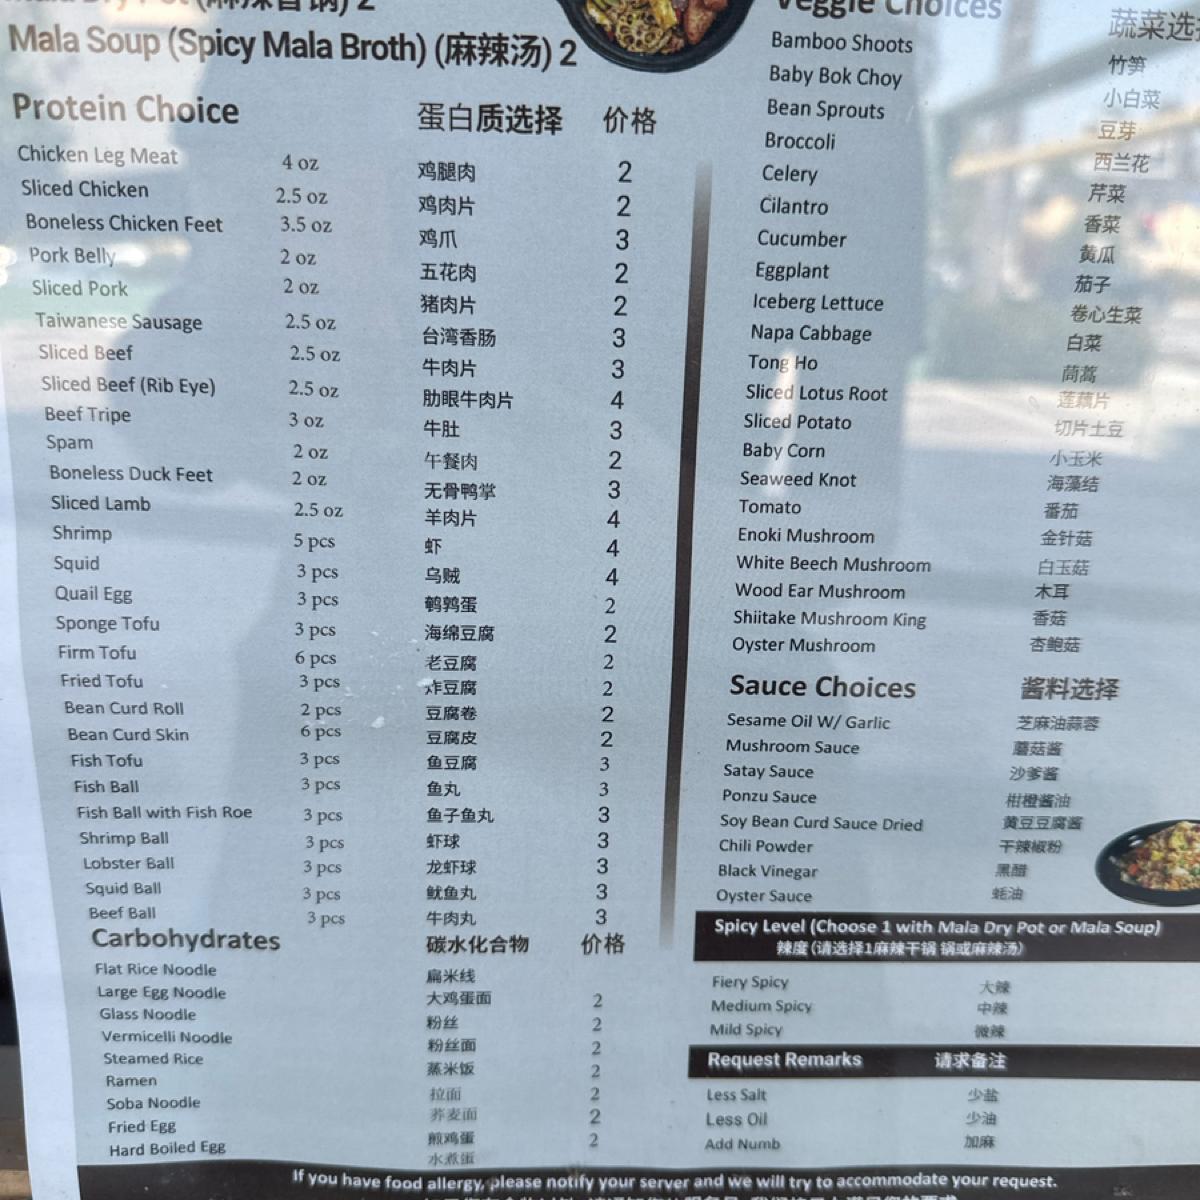 Mala Dry Pot (麻辣香锅) 2
Mala Soup (Spicy Mala Broth) (麻辣汤) 2
Protein Choice 蛋白质选择 价格
Chicken Leg Meat 4 oz 鸡腿肉 2
Sliced Chicken 2.5 oz 鸡肉片 2
Boneless Chicken Feet 3.5 oz 鸡爪 3
Pork Belly 2 oz 五花肉 2
Sliced Pork 2 oz 猪肉片 2
Taiwanese Sausage 2.5 oz 台湾香肠 3
Sliced Beef 2.5 oz 牛肉片 3
Sliced Beef (Rib Eye) 2.5 oz 肋眼牛肉片 4
Beef Tripe 3 oz 牛肚 3
Spam 2 oz 午餐肉 2
Boneless Duck Feet 2 oz 无骨鸭掌 3
Sliced Lamb 2.5 oz 羊肉片 4
Shrimp 5 pcs 虾 4
Squid 3 pcs 乌贼 4
Quail Egg 3 pcs 鹌鹑蛋 2
Sponge Tofu 3 pcs 海绵豆腐 2
Firm Tofu 6 pcs 老豆腐 2
Fried Tofu 3 pcs 炸豆腐 2
Bean Curd Roll 2 pcs 豆腐卷 2
Bean Curd Skin 6 pcs 豆腐皮 2
Fish Tofu 3 pcs 鱼豆腐 3
Fish Ball 3 pcs 鱼丸 3
Fish Ball with Fish Roe 3 pcs 鱼子鱼丸 3
Shrimp Ball 3 pcs 虾球 3
Lobster Ball 3 pcs 龙虾球 3
Squid Ball 3 pcs 鱿鱼丸 3
Beef Ball 3 pcs 牛肉丸 3
Carbohydrates 碳水化合物 价格
Flat Rice Noodle 扁米线
Large Egg Noodle 大鸡蛋面 2
Glass Noodle 粉丝 2
Vermicelli Noodle 粉丝面 2
Steamed Rice 蒸米饭 2
Ramen 拉面 2
Soba Noodle 荞麦面 2
Fried Egg 煎鸡蛋 2
Hard Boiled Egg 水煮蛋
Veggie Choices 蔬菜选
Bamboo Shoots 竹笋
Baby Bok Choy 小白菜
Bean Sprouts 豆芽
Broccoli 西兰花
Celery 芹菜
Cilantro 香菜
Cucumber 黄瓜
Eggplant 茄子
Iceberg Lettuce 卷心生菜
Napa Cabbage 白菜
Tong Ho 茼蒿
Sliced Lotus Root 莲藕片
Sliced Potato 切片土豆
Baby Corn 小玉米
Seaweed Knot 海藻结
Tomato 番茄
Enoki Mushroom 金针菇
White Beech Mushroom 白玉菇
Wood Ear Mushroom 木耳
Shiitake Mushroom King 香菇
Oyster Mushroom 杏鲍菇
Sauce Choices 酱料选择
Sesame Oil W/ Garlic 芝麻油蒜蓉
Mushroom Sauce 蘑菇酱
Satay Sauce 沙爹酱
Ponzu Sauce 柑橙酱油
Soy Bean Curd Sauce Dried 黄豆豆腐酱
Chili Powder 干辣椒粉
Black Vinegar 黑醋
Oyster Sauce 蚝油
Spicy Level (Choose 1 with Mala Dry Pot or Mala Soup)
辣度(请选择1麻辣干锅 锅或麻辣汤)
Fiery Spicy 大辣
Medium Spicy 中辣
Mild Spicy 微辣
Request Remarks 请求备注
Less Salt 少盐
Less Oil 少油
Add Numb 加麻
If you have food allergy, please notify your server and we will try to accommodate your request.